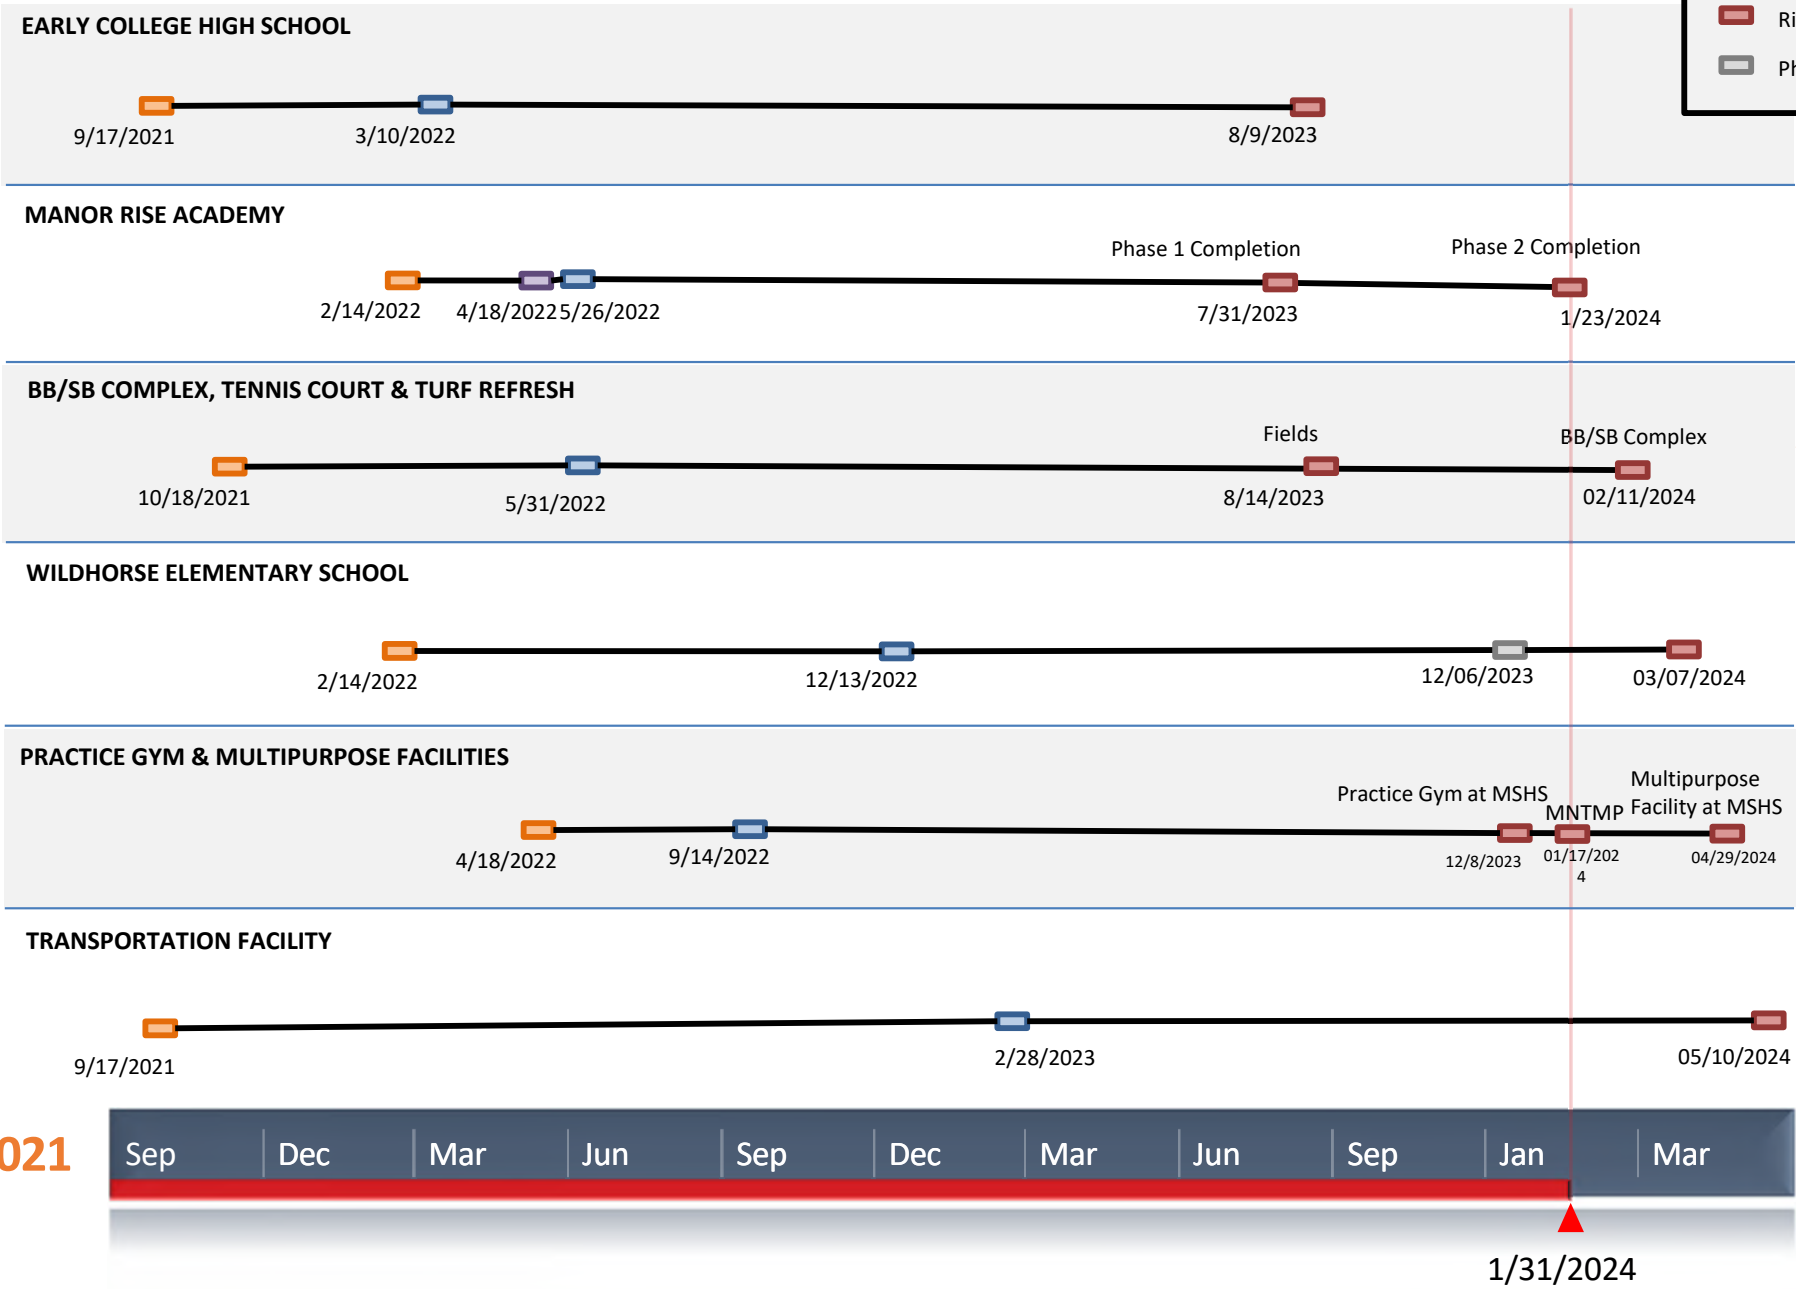 EARLY COLLEGE HIGH SCHOOL
9/17/2021
3/10/2022
8/9/2023
MANOR RISE ACADEMY
Phase 1 Completion
Phase 2 Completion
2/14/2022
4/18/2022
5/26/2022
7/31/2023
1/23/2024
BB/SB COMPLEX, TENNIS COURT & TURF REFRESH
Fields
BB/SB Complex
10/18/2021
5/31/2022
8/14/2023
02/11/2024
WILDHORSE ELEMENTARY SCHOOL
2/14/2022
12/13/2022
12/06/2023
03/07/2024
PRACTICE GYM & MULTIPURPOSE FACILITIES
Practice Gym at MSHS
MNTMP
Multipurpose
Facility at MSHS
4/18/2022
9/14/2022
12/8/2023
01/17/202
4
04/29/2024
TRANSPORTATION FACILITY
9/17/2021
2/28/2023
05/10/2024
021
Sep Dec Mar Jun Sep Dec Mar Jun Sep Jan Mar
1/31/2024